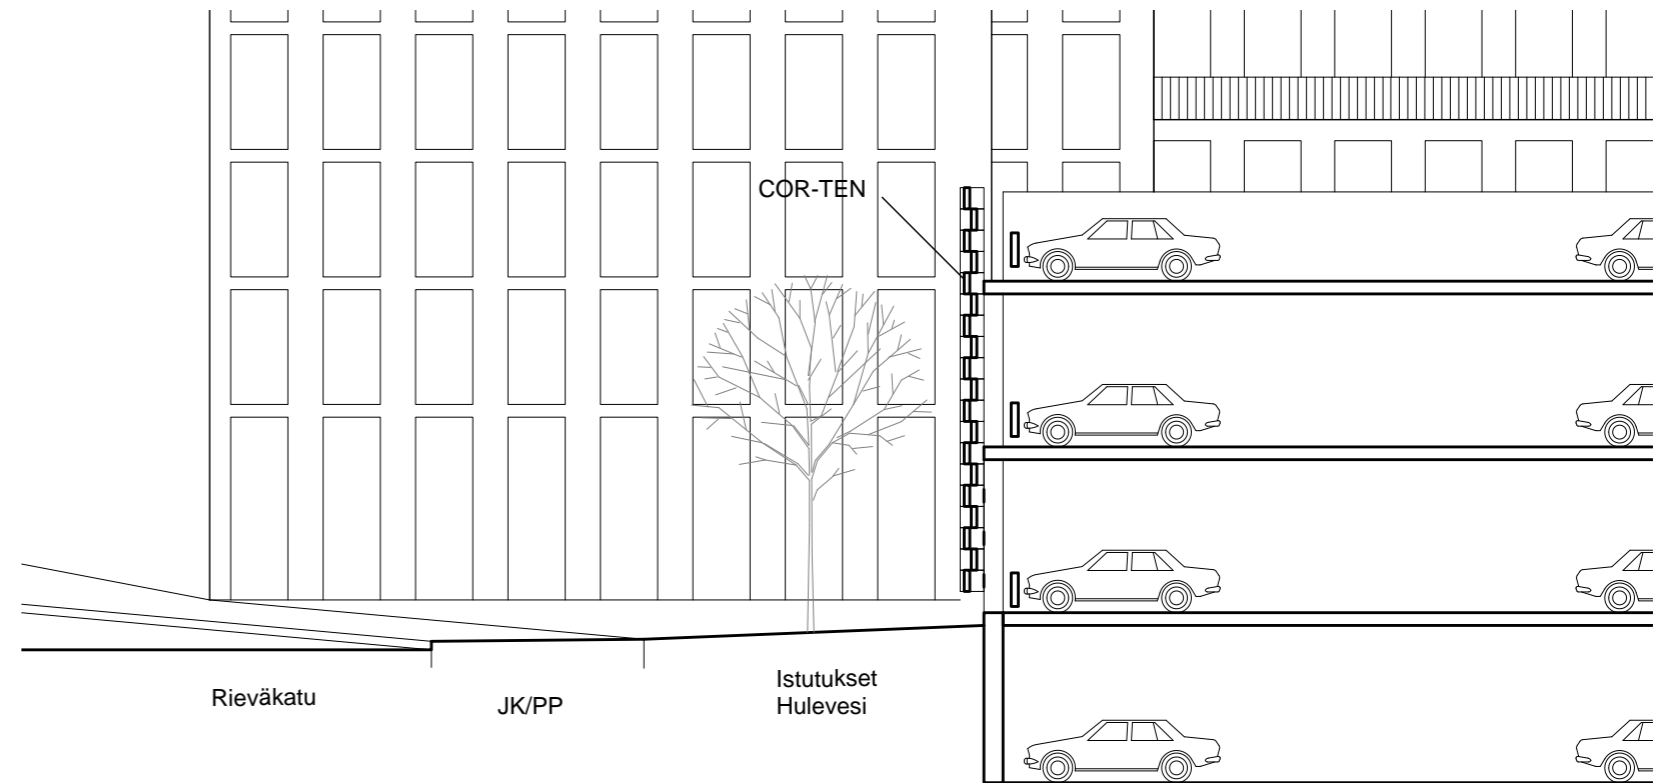 COR-TEN
Rieväkatu
JK/PP
Istutukset
Hulevesi